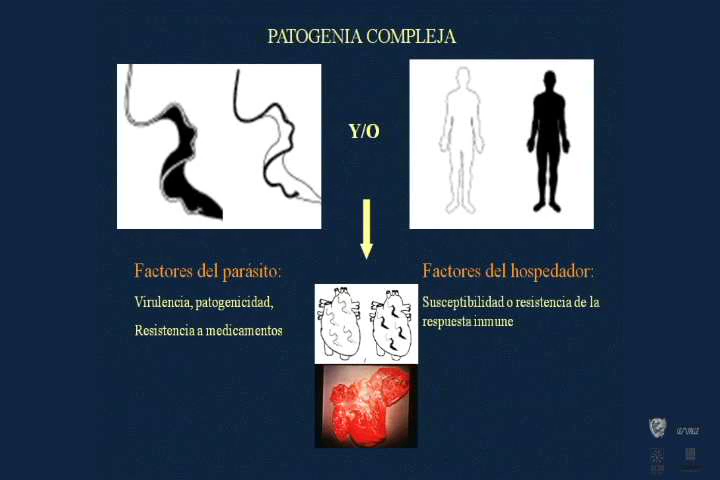 PATOGENIA COMPLEJA
Y/O
Factores del parásito:
Virulencia, patogenicidad,
Resistencia a medicamentos
Factores del hospedador:
Susceptibilidad o resistencia de la
respuesta inmune